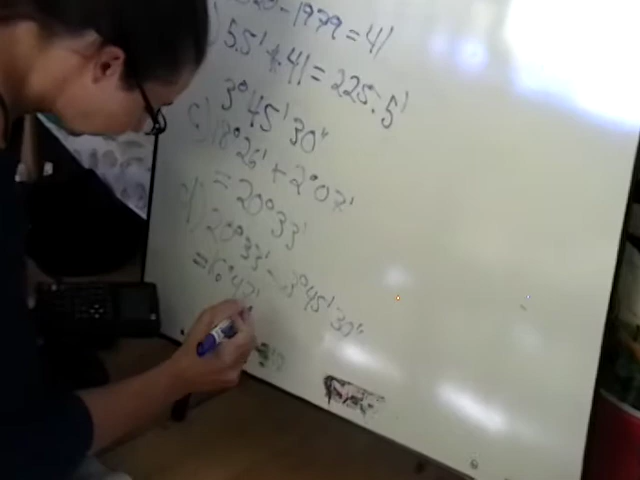 - 1979 = 41
5.5' * 41 = 225.5'
3°45'30"
c) 18°26' + 2°07'
= 20°33'
d) 20°33' - 3°45'30"
= 16°47'